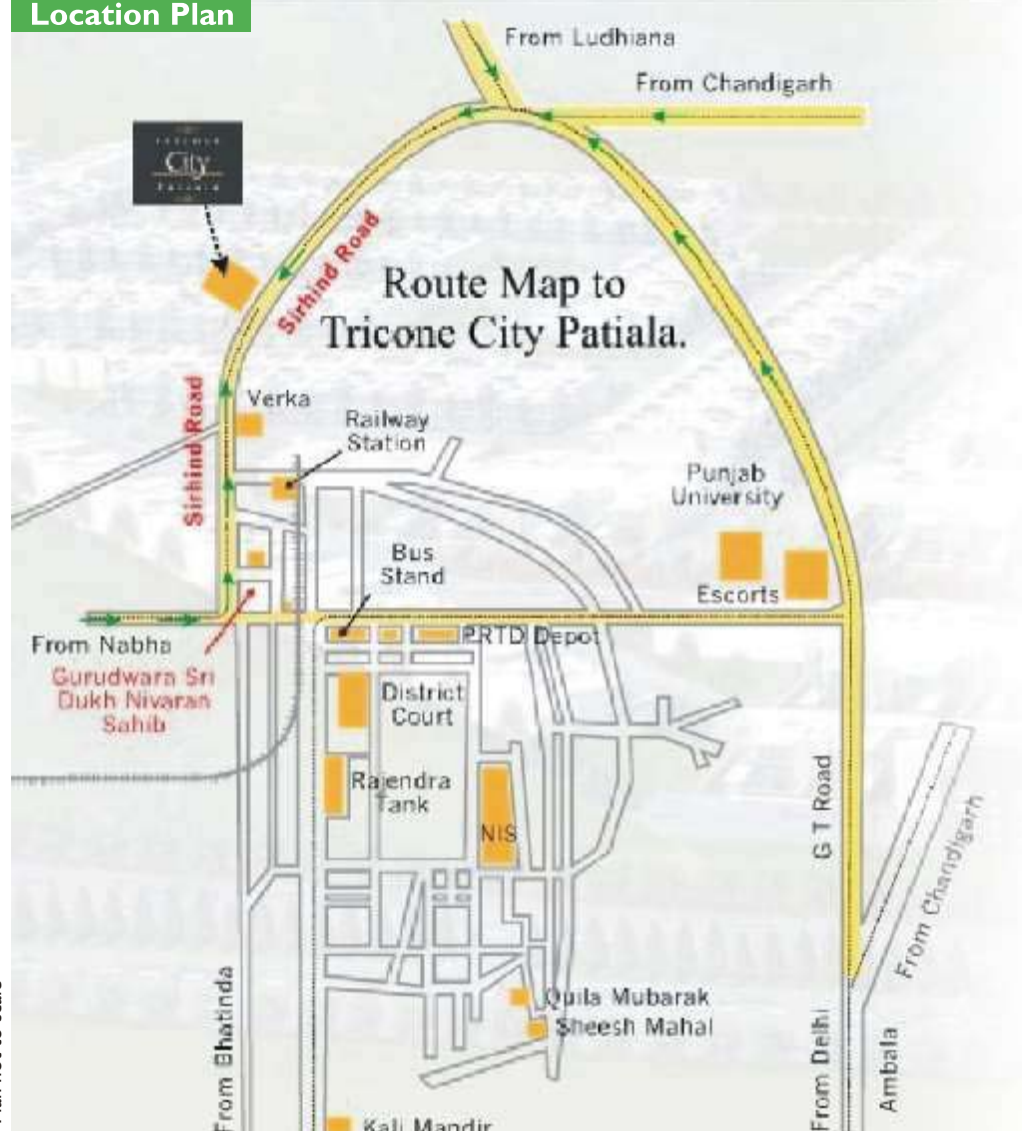 Location Plan
From Ludhiana
From Chandigarh
City
Sirhind Road
Route Map to
Tricone City Patiala.
Verka
Sirhind Road
Railway
Station
Punjab
University
Bus
Stand
Escorts
From Nabha
PRTD Depot
Gurudwara Sri
Dukh Nivaran
Sahib
District
Court
Rajendra
Tank
NIS
G T Road
From Chandigarh
Quila Mubarak
Sheesh Mahal
From Bhatinda
From Delhi
Ambala
Kali Mandir